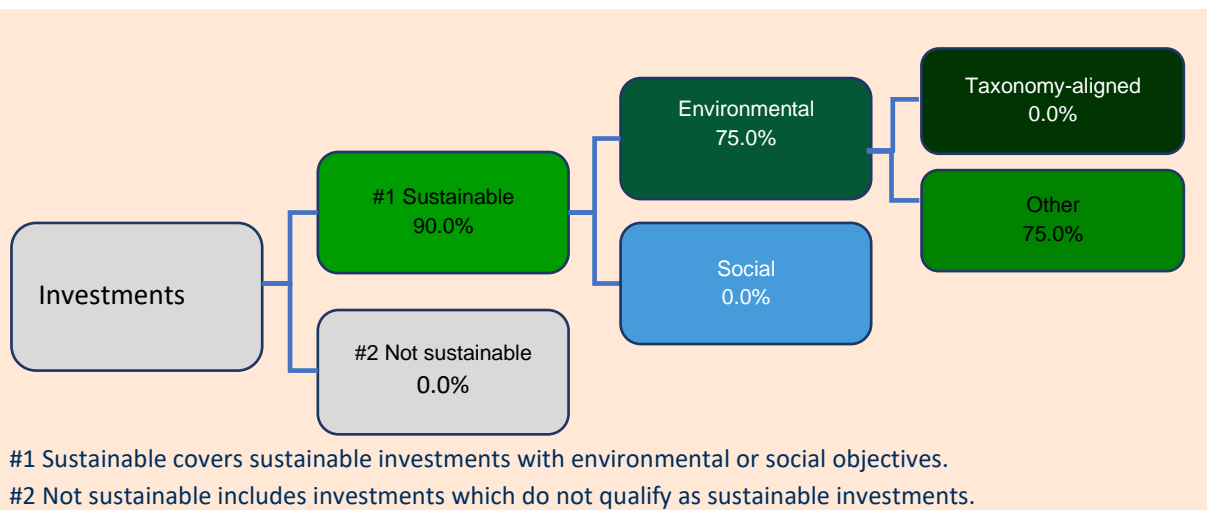 Investments
#1 Sustainable
90.0%
#2 Not sustainable
0.0%
Environmental
75.0%
Social
0.0%
Taxonomy-aligned
0.0%
Other
75.0%
#1 Sustainable covers sustainable investments with environmental or social objectives.
#2 Not sustainable includes investments which do not qualify as sustainable investments.